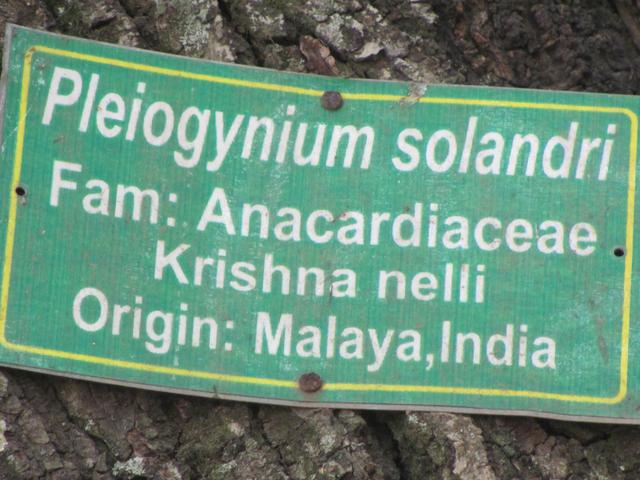 Pleiogynium solandri
Fam: Anacardiaceae
Krishna nelli
Origin: Malaya,India